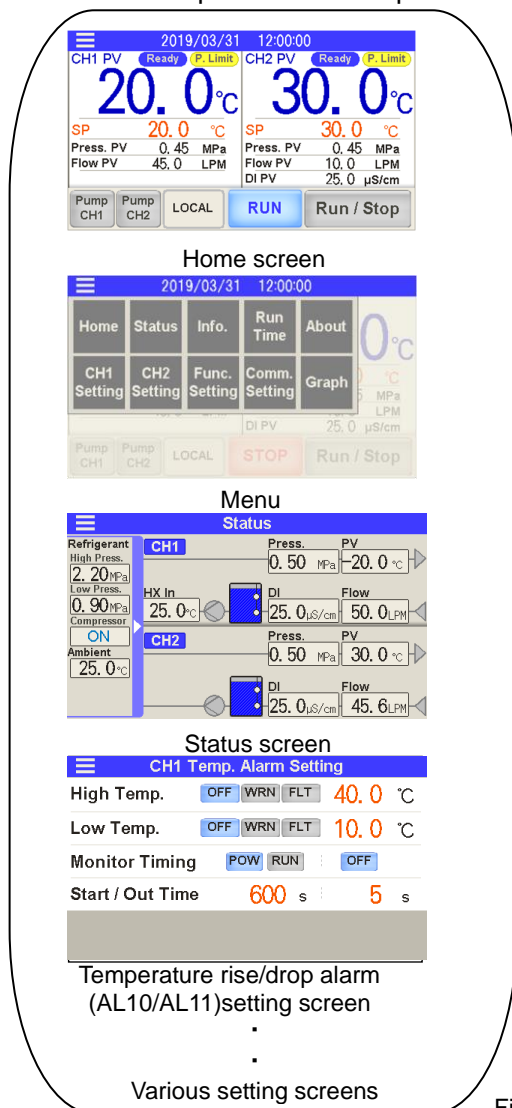 2019/03/31 12:00:00
CH1 PV Ready P. Limit CH2 PV Ready P. Limit
20.0℃ 30.0℃
SP 20.0 ℃ SP 30.0 ℃
Press. PV 0.45 MPa Press. PV 0.45 MPa
Flow PV 45.0 LPM Flow PV 10.0 LPM
DI PV 25.0 µS/cm
Pump CH1 Pump CH2 LOCAL RUN Run / Stop
Home screen
2019/03/31 12:00:00
Home Status Info. Run Time About
CH1 Setting CH2 Setting Func. Setting Comm. Setting Graph
0℃
℃
MPa
LPM
DI PV 25.0 µS/cm
Pump CH1 Pump CH2 LOCAL STOP Run / Stop
Menu
Status
Refrigerant
High Press.
2.20MPa
Low Press.
0.90MPa
Compressor
ON
Ambient
25.0℃
CH1 Press. PV
0.50 MPa -20.0 ℃
HX In DI Flow
25.0℃ 25.0µS/cm 50.0LPM
CH2 Press. PV
0.50 MPa 30.0 ℃
DI Flow
25.0µS/cm 45.6LPM
Status screen
CH1 Temp. Alarm Setting
High Temp. OFF WRN FLT 40.0 ℃
Low Temp. OFF WRN FLT 10.0 ℃
Monitor Timing POW RUN OFF
Start / Out Time 600 s 5 s
Temperature rise/drop alarm
(AL10/AL11)setting screen
Various setting screens